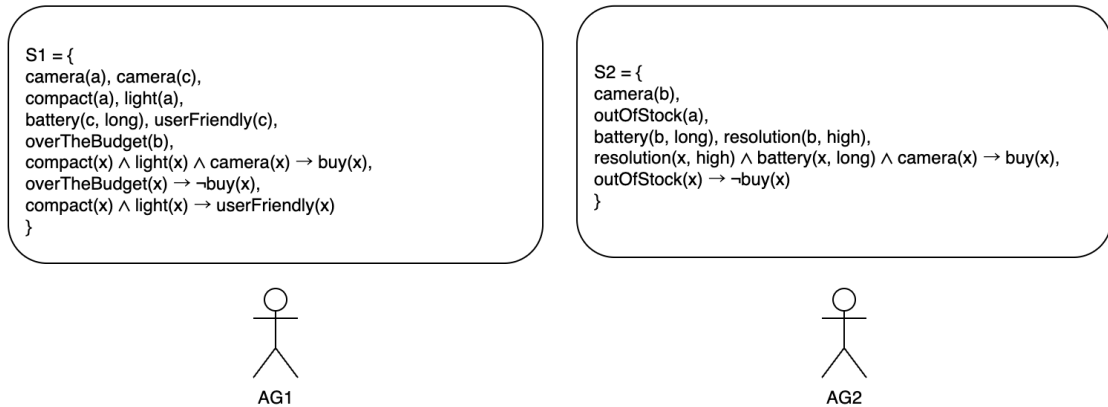 S1 = {
camera(a), camera(c),
compact(a), light(a),
battery(c, long), userFriendly(c),
overTheBudget(b),
compact(x) ∧ light(x) ∧ camera(x) → buy(x),
overTheBudget(x) → ¬buy(x),
compact(x) ∧ light(x) → userFriendly(x)
}
AG1
S2 = {
camera(b),
outOfStock(a),
battery(b, long), resolution(b, high),
resolution(x, high) ∧ battery(x, long) ∧ camera(x) → buy(x),
outOfStock(x) → ¬buy(x)
}
AG2